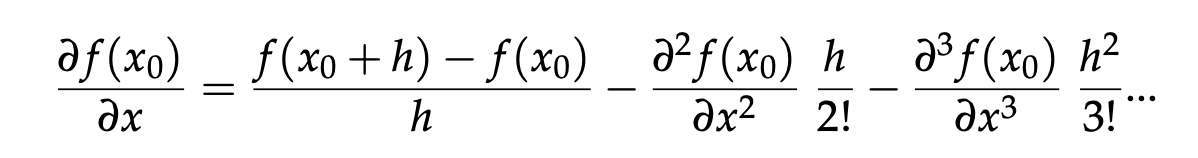 ∂f(x₀)/∂x = (f(x₀ + h) − f(x₀))/h − ∂²f(x₀)/∂x² h/2! − ∂³f(x₀)/∂x³ h²/3! ...